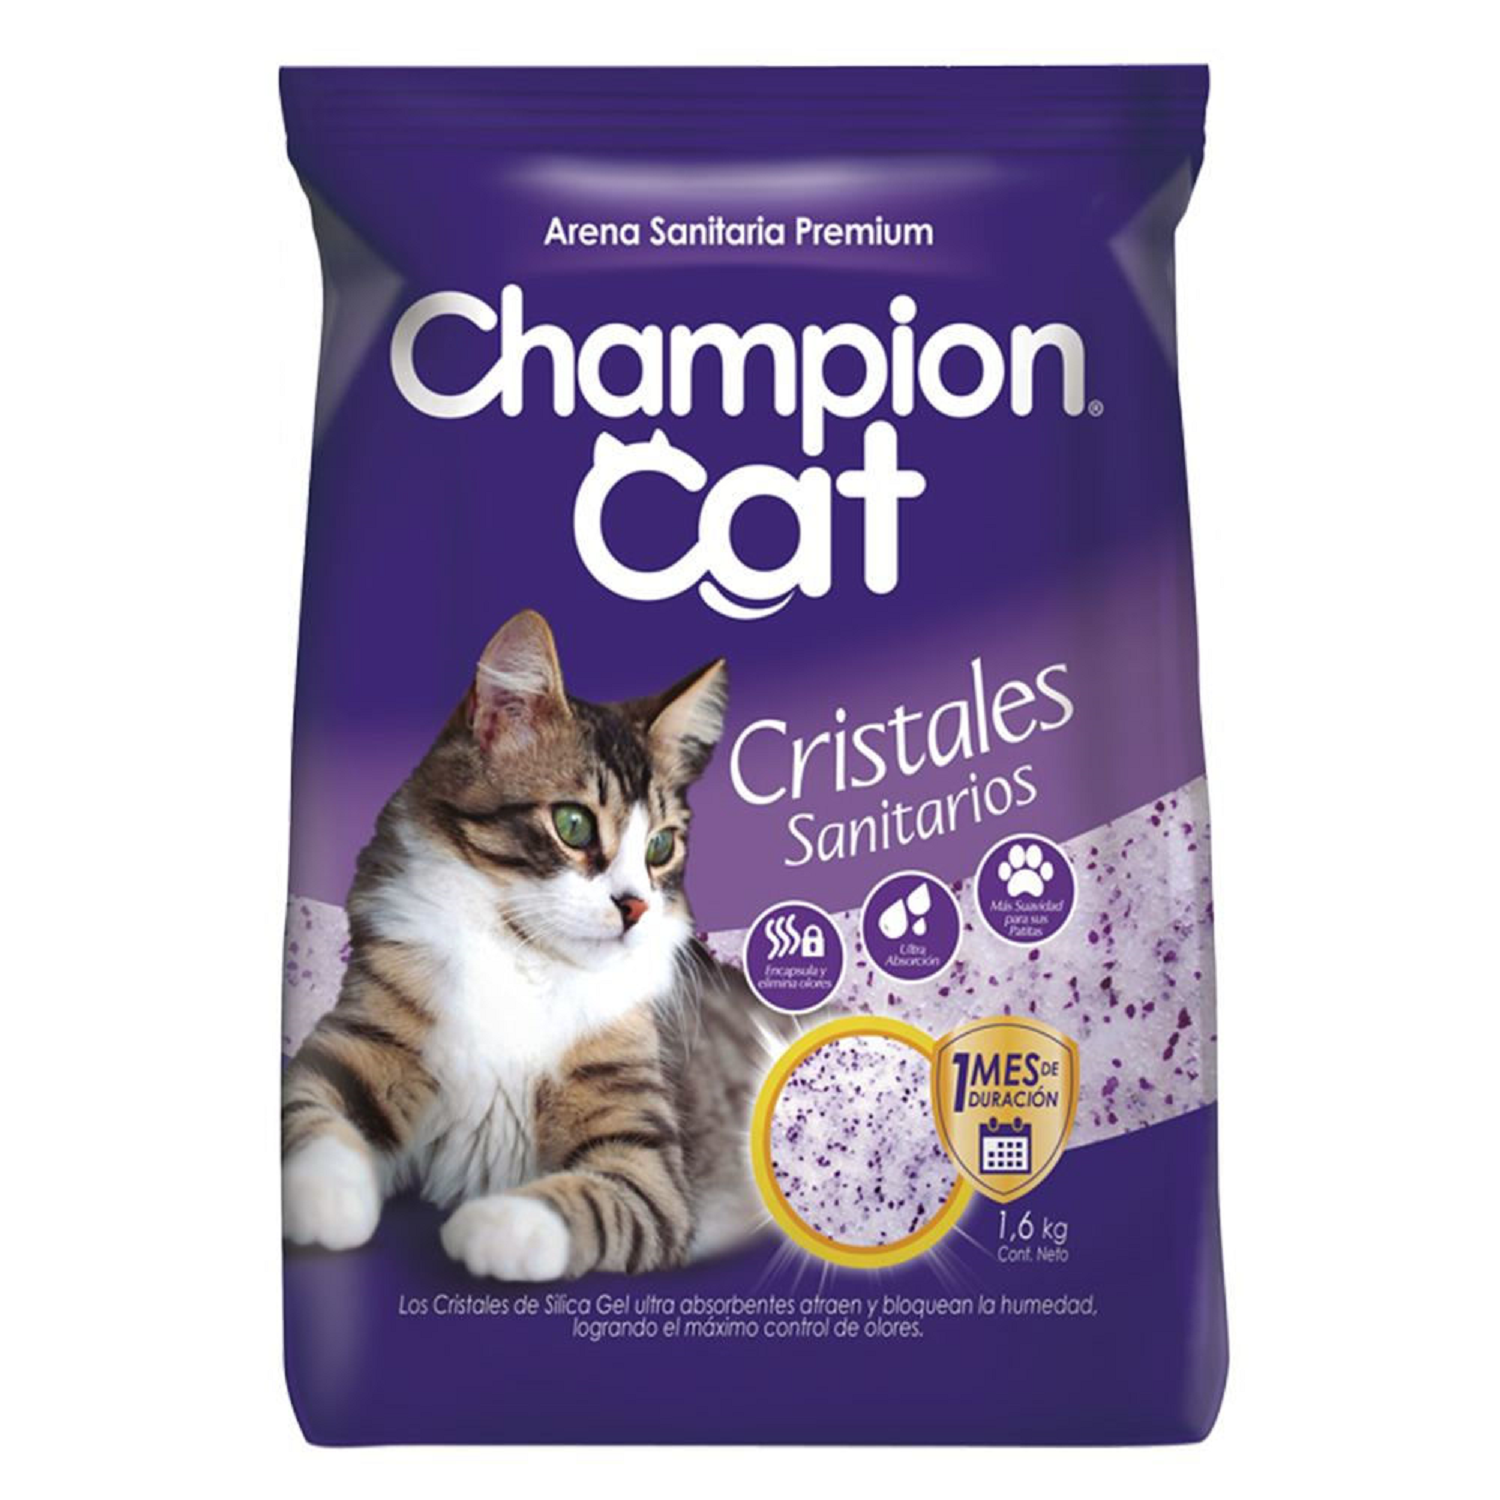 Arena Sanitaria Premium
Champion®
Cat
Cristales
Sanitarios
Más Suavidad
para sus
Patitas
Ultra
Absorción
Encapsula y
elimina olores
1 MES DE
DURACIÓN
1,6 kg
Cont. Neto
Los Cristales de Silica Gel ultra absorbentes atraen y bloquean la humedad,
logrando el máximo control de olores.